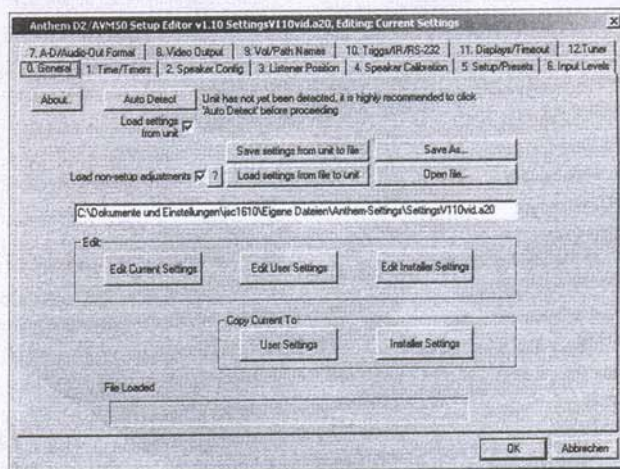 Anthem D2/AVM50 Setup Editor v1.10 SettingsV110vid.a20, Editing: Current Settings
7. A-D/Audio-Out Format
8. Video Output
9. Vol/Path Names
10. Triggs/IR/RS-232
11. Displays/Timeout
12.Tuner
0. General
1. Time/Timers
2. Speaker Config
3. Listener Position
4. Speaker Calibration
5. Setup/Presets
6. Input Levels
About..
Auto Detect
Unit has not yet been detected, it is highly recommended to click
'Auto Detect' before proceeding
Load settings
from unit
Save settings from unit to file
Save As...
Load non-setup adjustments
?
Load settings from file to unit
Open file...
C:\Dokumente und Einstellungen\jsc1610\Eigene Dateien\Anthem-Settings\SettingsV110vid.a20
Edit:
Edit Current Settings
Edit User Settings
Edit Installer Settings
Copy Current To:
User Settings
Installer Settings
File Loaded
OK
Abbrechen